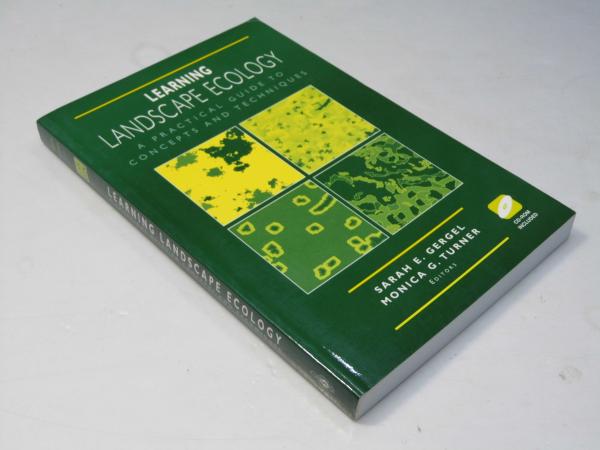 LEARNING
LANDSCAPE ECOLOGY
A PRACTICAL GUIDE TO
CONCEPTS AND TECHNIQUES
SARAH E. GERGEL
MONICA G. TURNER
EDITORS
CD-ROM
INCLUDED
LEARNING LANDSCAPE ECOLOGY